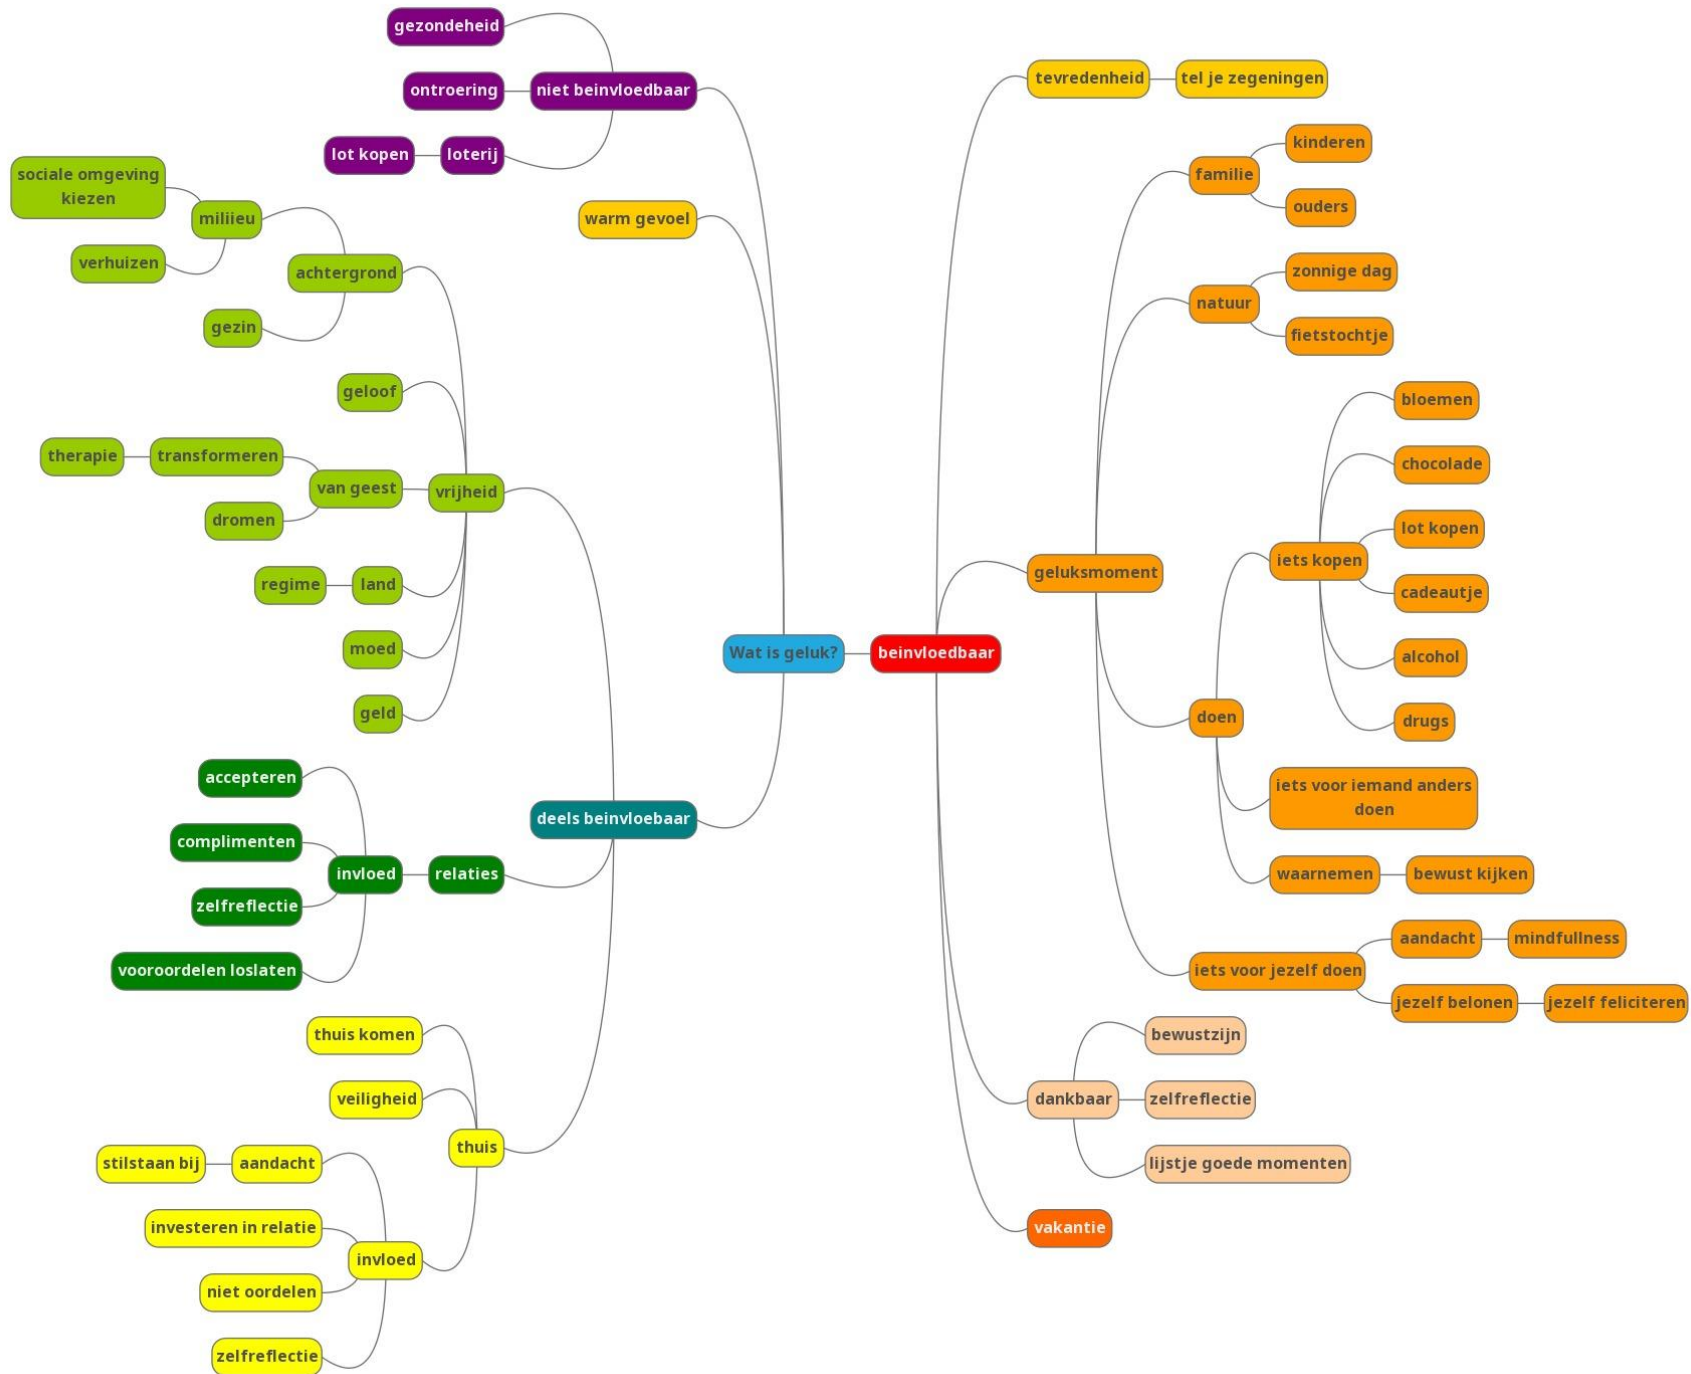 Wat is geluk?
niet beinvloedbaar
gezondeheid
ontroering
loterij
lot kopen
warm gevoel
deels beinvloebaar
vrijheid
achtergrond
miliieu
sociale omgeving
kiezen
verhuizen
gezin
geloof
van geest
transformeren
therapie
dromen
land
regime
moed
geld
relaties
invloed
accepteren
complimenten
zelfreflectie
vooroordelen loslaten
thuis
thuis komen
veiligheid
invloed
aandacht
stilstaan bij
investeren in relatie
niet oordelen
zelfreflectie
beinvloedbaar
tevredenheid
tel je zegeningen
geluksmoment
familie
kinderen
ouders
natuur
zonnige dag
fietstochtje
doen
iets kopen
bloemen
chocolade
lot kopen
cadeautje
alcohol
drugs
iets voor iemand anders
doen
waarnemen
bewust kijken
iets voor jezelf doen
aandacht
mindfullness
jezelf belonen
jezelf feliciteren
dankbaar
bewustzijn
zelfreflectie
lijstje goede momenten
vakantie